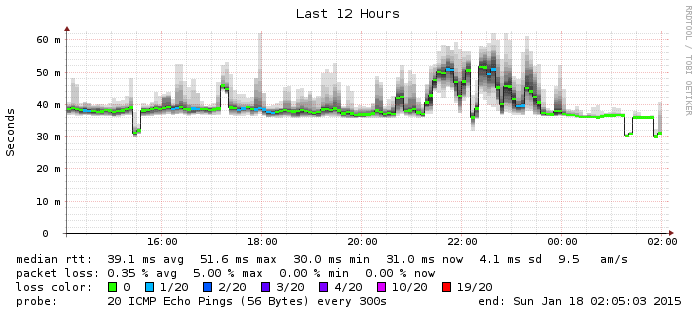 Last 12 Hours
RRDTOOL / TOBI OETIKER
Seconds
60 m
50 m
40 m
30 m
20 m
10 m
0
16:00 18:00 20:00 22:00 00:00 02:00
median rtt: 39.1 ms avg 51.6 ms max 30.0 ms min 31.0 ms now 4.1 ms sd 9.5 am/s
packet loss: 0.35 % avg 5.00 % max 0.00 % min 0.00 % now
loss color: 0 1/20 2/20 3/20 4/20 10/20 19/20
probe: 20 ICMP Echo Pings (56 Bytes) every 300s end: Sun Jan 18 02:05:03 2015